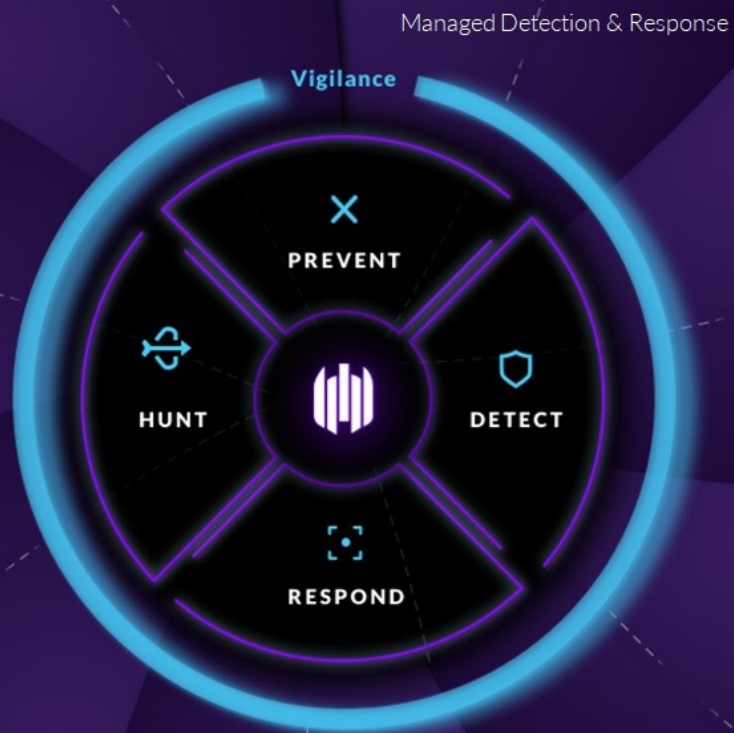 Managed Detection & Response
Vigilance
PREVENT
HUNT
DETECT
RESPOND